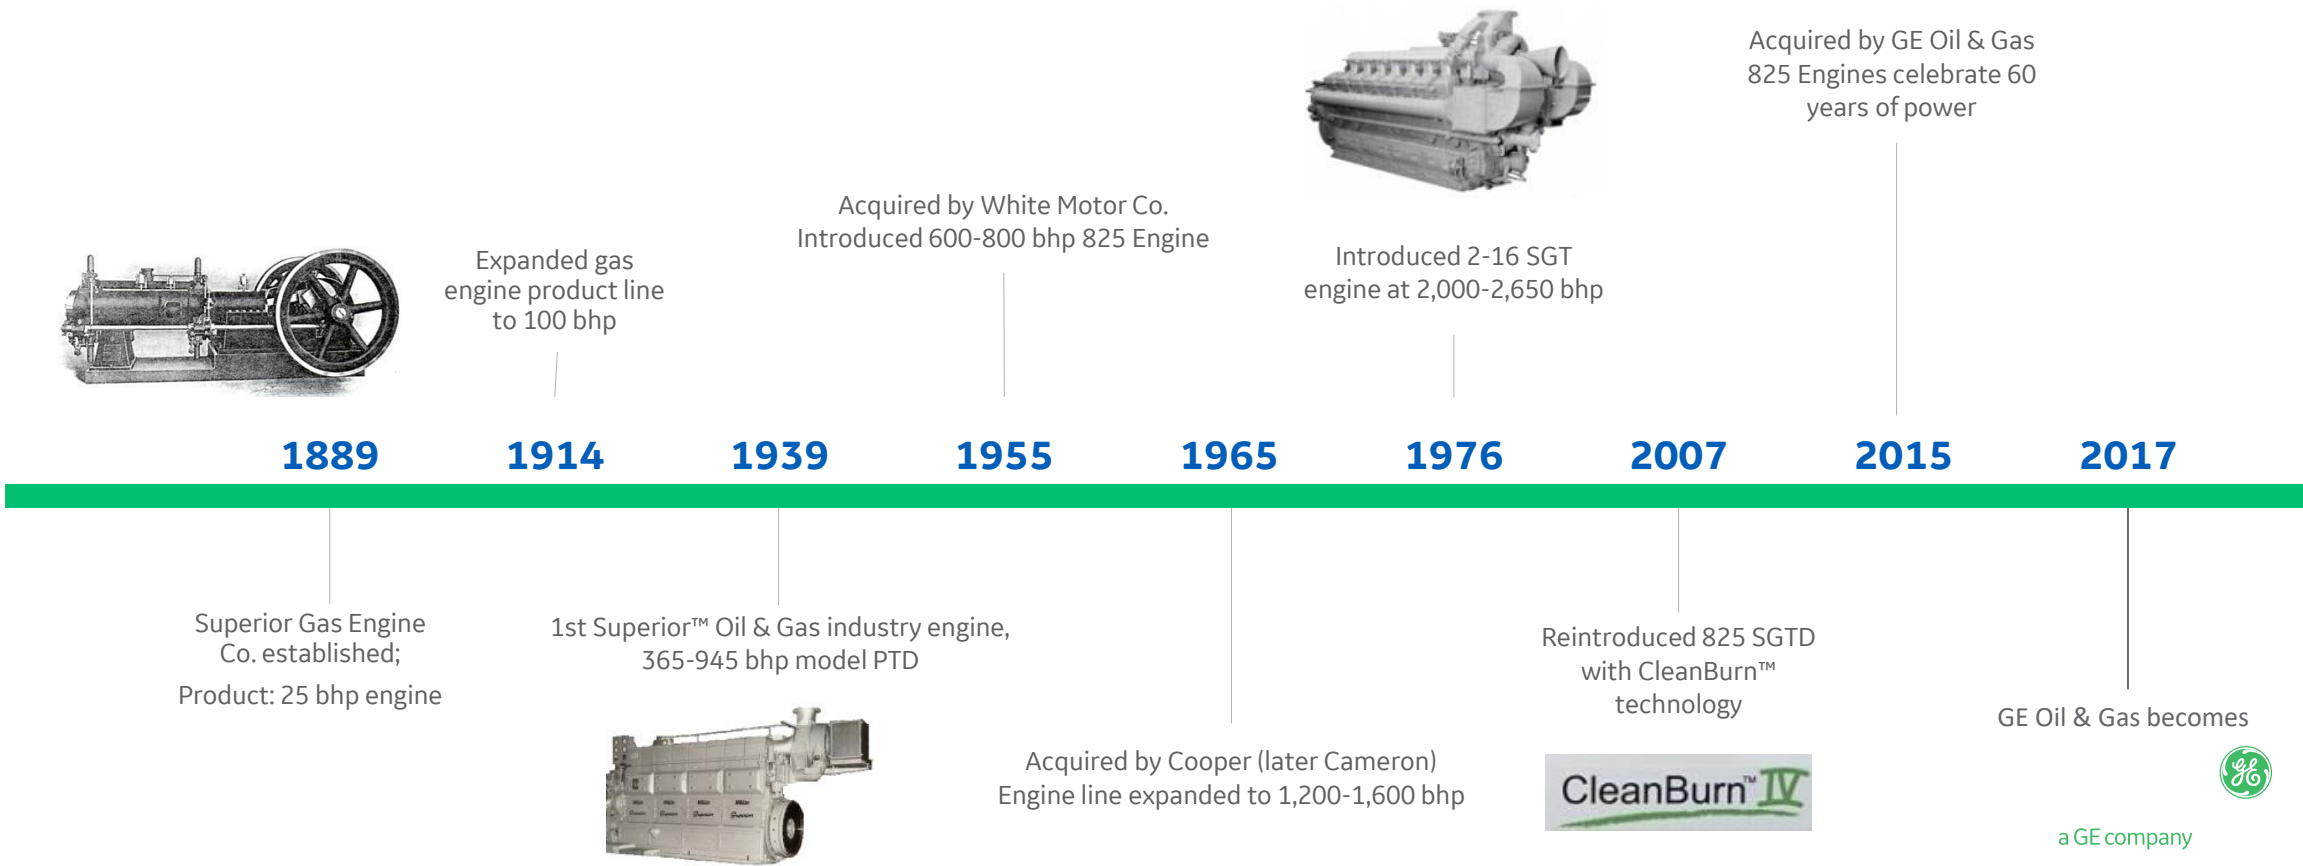 Acquired by GE Oil & Gas
825 Engines celebrate 60
years of power
Acquired by White Motor Co.
Introduced 600-800 bhp 825 Engine
Introduced 2-16 SGT
engine at 2,000-2,650 bhp
Expanded gas
engine product line
to 100 bhp
1889
1914
1939
1955
1965
1976
2007
2015
2017
Superior Gas Engine
Co. established;
Product: 25 bhp engine
1st Superior™ Oil & Gas industry engine,
365-945 bhp model PTD
Superior
Acquired by Cooper (later Cameron)
Engine line expanded to 1,200-1,600 bhp
Reintroduced 825 SGTD
with CleanBurn™
technology
CleanBurn™ IV
GE Oil & Gas becomes
GE
a GE company